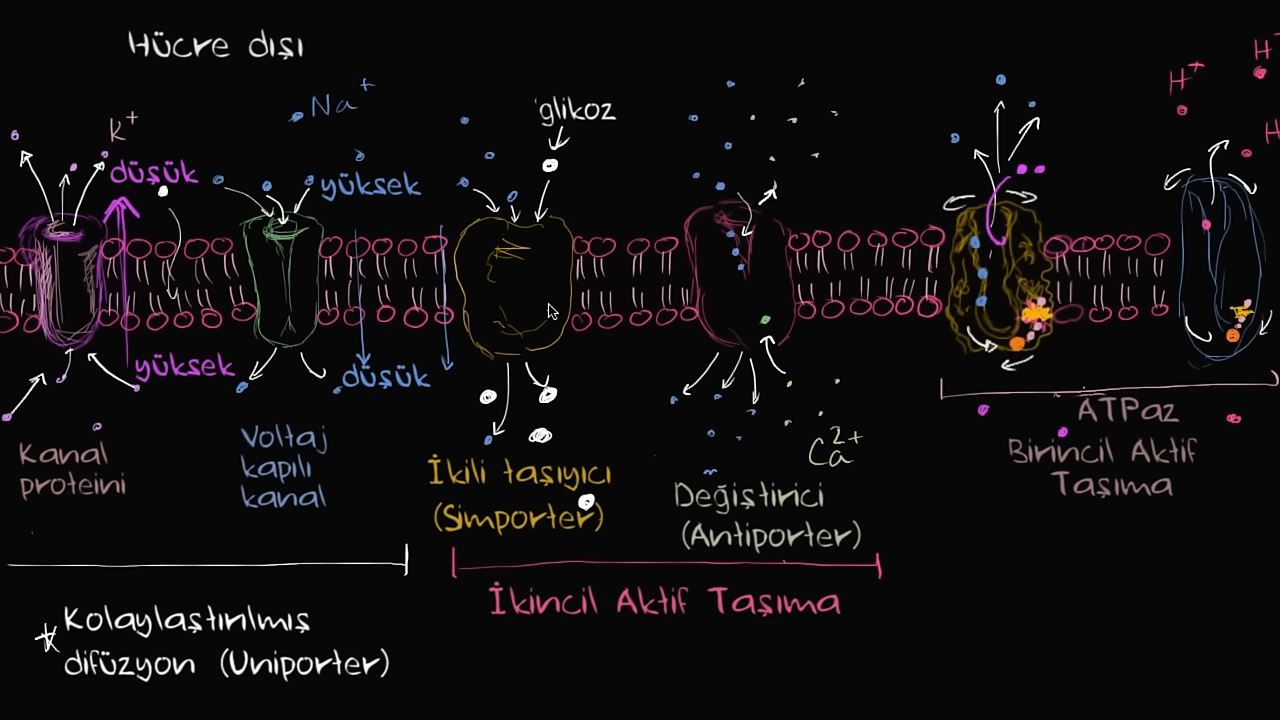 Hücre dışı
K⁺
düşük
yüksek
Kanal
proteini
Na⁺
yüksek
düşük
Voltaj
kapılı
kanal
Kolaylaştırılmış
difüzyon (Uniporter)
glikoz
İkili taşıyıcı
(Simporter)
Ca²⁺
Değiştirici
(Antiporter)
İkincil Aktif Taşıma
H⁺
H⁺
H
ATPaz
Birincil Aktif
Taşıma